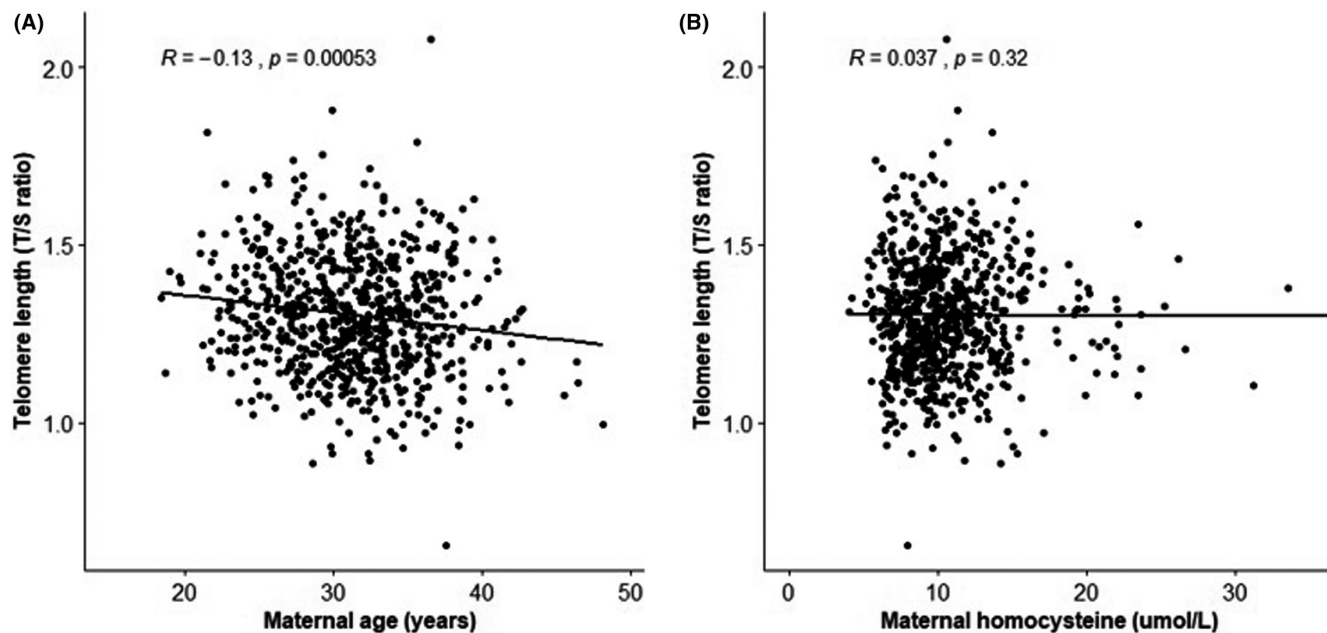 (A)
R = −0.13 , p = 0.00053
2.0
1.5
1.0
Telomere length (T/S ratio)
20 30 40 50
Maternal age (years)
(B)
R = 0.037 , p = 0.32
2.0
1.5
1.0
Telomere length (T/S ratio)
0 10 20 30
Maternal homocysteine (umol/L)